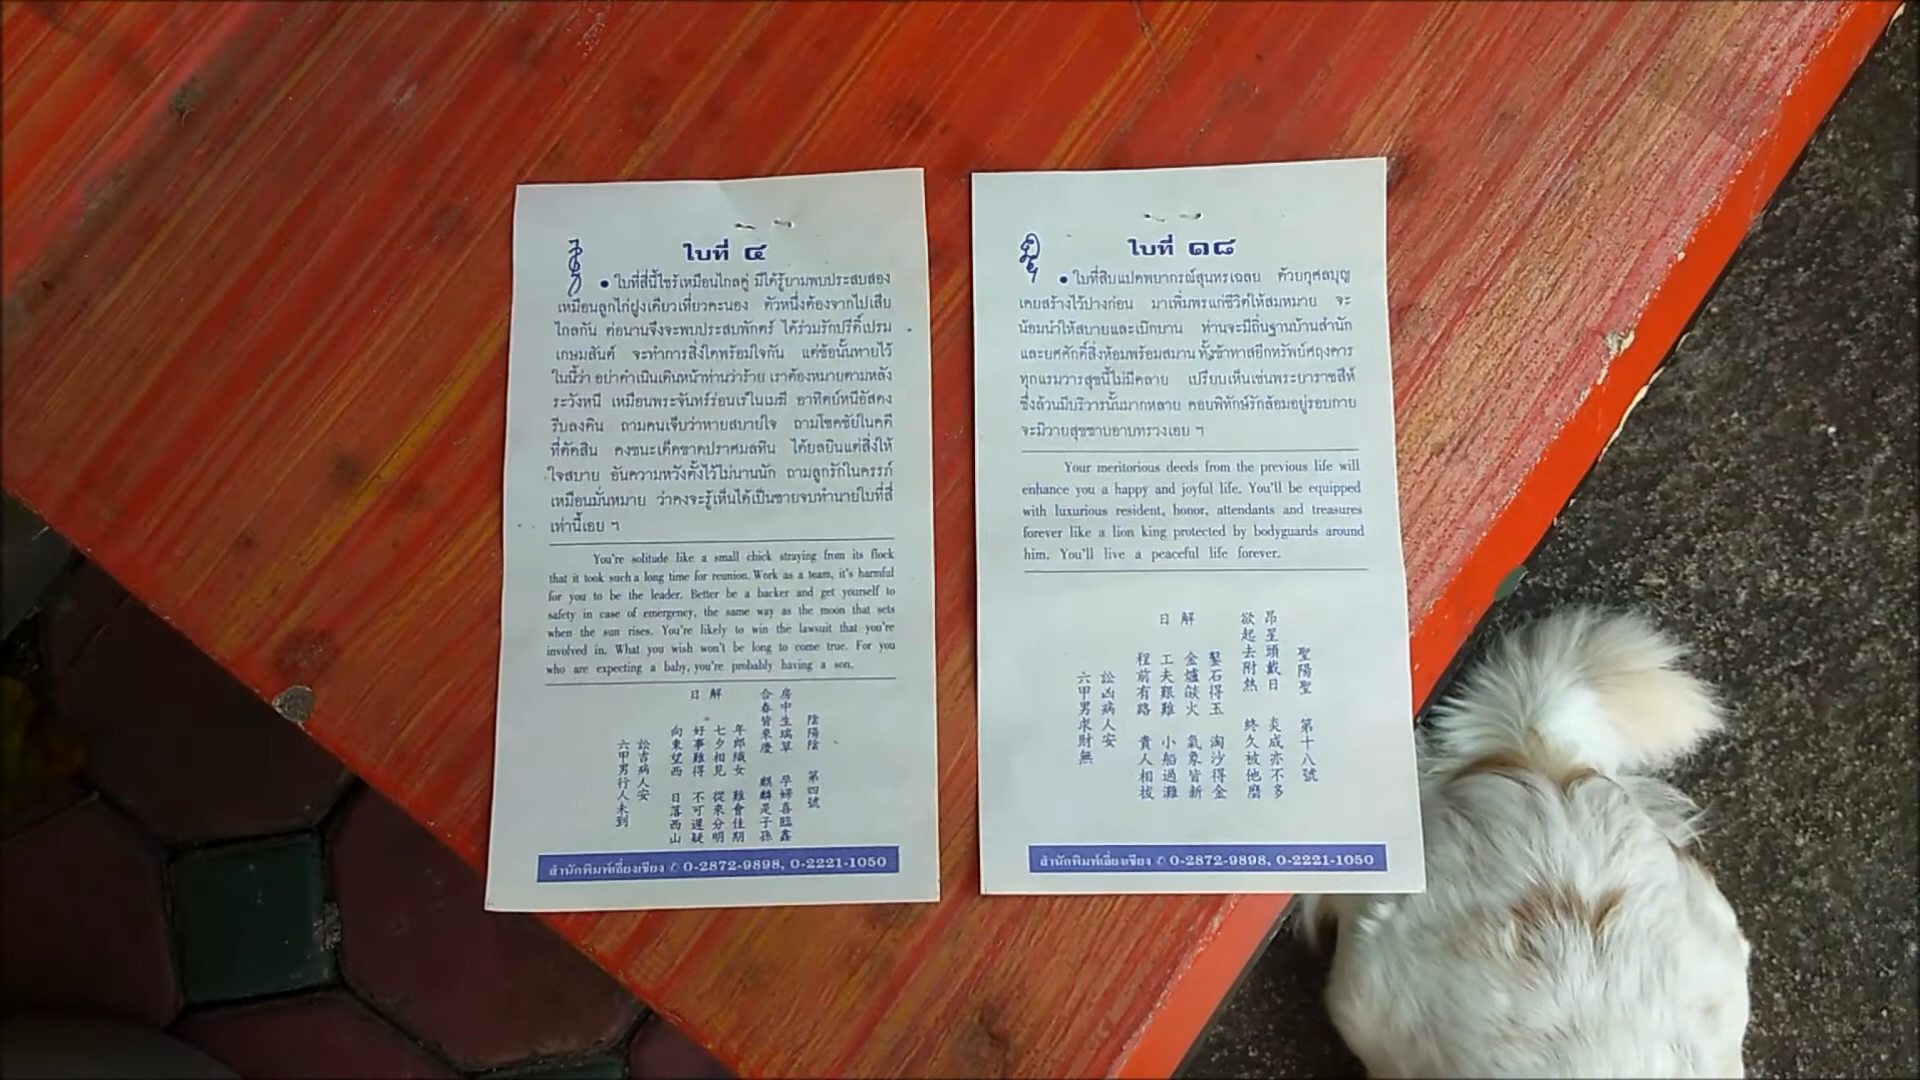 ใบที่ ๔
● ใบที่สี่นี้ไซร้เหมือนไกลคู่ มิได้รู้ยามพบประสบสอง
เหมือนลูกไก่ฝูงเดียวเที่ยวคะนอง ตัวหนึ่งต้องจากไปเสีย
ไกลกัน ต่อนานจึงจะพบประสบพักตร์ ได้ร่วมรักปรีดิ์เปรม
เกษมสันต์ จะทำการสิ่งใดพร้อมใจกัน แต่ข้อนั้นทายไว้
ในนี้ว่า อย่าดำเนินเดินหน้าท่านว่าร้าย เราต้องหมายตามหลัง
ระวังหนี เหมือนพระจันทร์ร่อนเร่ในเมฆี อาทิตย์หนีอัสดง
รีบลงดิน ถามคนเจ็บว่าหายสบายใจ ถามโชคชัยในคดี
ที่ตัดสิน คงชนะเด็ดขาดปราศมลทิน ได้ยลยินแต่สิ่งให้
ใจสบาย อันความหวังตั้งไว้ไม่นานนัก ถามลูกรักในครรภ์
เหมือนมั่นหมาย ว่าคงจะรู้เห็นได้เป็นชายจบทำนายใบที่สี่
เท่านี้เอย ฯ
You're solitude like a small chick straying from its flock
that it took such a long time for reunion. Work as a team, it's harmful
for you to be the leader. Better be a backer and get yourself to
safety in case of emergency, the same way as the moon that sets
when the sun rises. You're likely to win the lawsuit that you're
involved in. What you wish won't be long to come true. For you
who are expecting a baby, you're probably having a son.
陰陽陰 第四號
房中生瑞草 孕婦喜臨鑫
合春皆來慶 麒麟是子孫
解日
年郎織女 難會佳期
七夕相見 從來分明
好事難得 不可遲疑
向東望西 日落西山
訟吉病人安
六甲男行人未到
สำนักพิมพ์เลี่ยงเชียง ✆ 0-2872-9898, 0-2221-1050
ใบที่ ๑๘
● ใบที่สิบแปดพยากรณ์สุนทรเฉลย ด้วยกุศลบุญ
เคยสร้างไว้ปางก่อน มาเพิ่มพรแก่ชีวิตให้สมหมาย จะ
น้อมนำให้สบายและเบิกบาน ท่านจะมีถิ่นฐานบ้านสำนัก
และยศศักดิ์สิ่งห้อมพร้อมสมาน ทั้งข้าทาสอีกทรัพย์ศฤงคาร
ทุกแรมวารสุขนี้ไม่มีคลาย เปรียบเห็นเช่นพระยาราชสีห์
ซึ่งล้วนมีบริวารนั้นมากหลาย คอยพิทักษ์รักล้อมอยู่รอบกาย
จะมิวายสุขซาบอาบทรวงเอย ฯ
Your meritorious deeds from the previous life will
enhance you a happy and joyful life. You'll be equipped
with luxurious resident, honor, attendants and treasures
forever like a lion king protected by bodyguards around
him. You'll live a peaceful life forever.
聖陽聖 第十八號
昂星頭戴日 炎成亦不多
欲起去附熱 終久被他磨
解日
鑿石得玉 淘沙得金
金爐燄火 氣象皆新
工夫艱難 小船過灘
程前有路 貴人相拔
訟凶病人安
六甲男求財無
สำนักพิมพ์เลี่ยงเชียง ✆ 0-2872-9898, 0-2221-1050